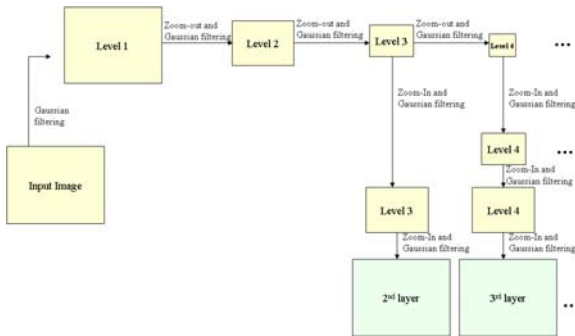 Zoom-out and
Gaussian filtering
Zoom-out and
Gaussian filtering
Zoom-out and
Gaussian filtering
Level 1
Level 2
Level 3
Level 4
...
Zoom-In and
Gaussian filtering
Zoom-In and
Gaussian filtering
Gaussian
filtering
Level 4
...
Input Image
Zoom-In and
Gaussian filtering
Level 3
Level 4
Zoom-In and
Gaussian filtering
Zoom-In and
Gaussian filtering
2nd layer
3rd layer
...